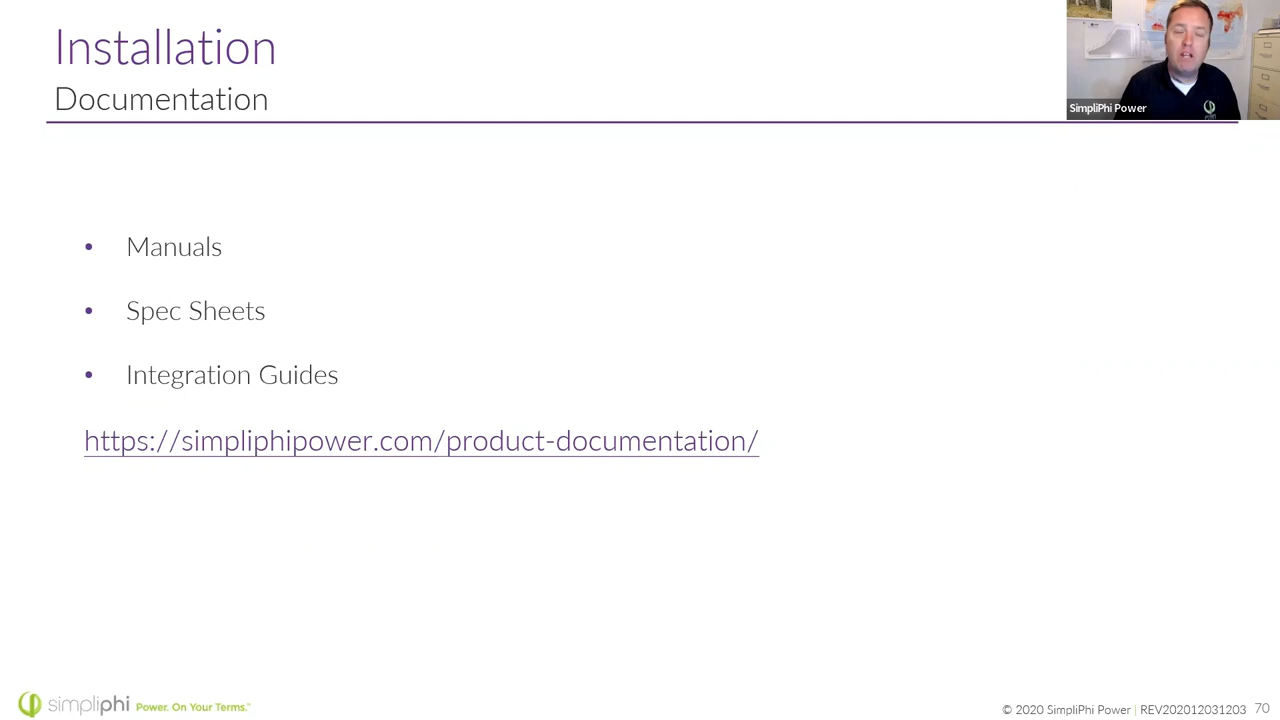 Installation
Documentation
SimpliPhi Power
• Manuals
• Spec Sheets
• Integration Guides
https://simpliphipower.com/product-documentation/
simpliphi Power. On Your Terms.™
© 2020 SimpliPhi Power | REV202012031203 70